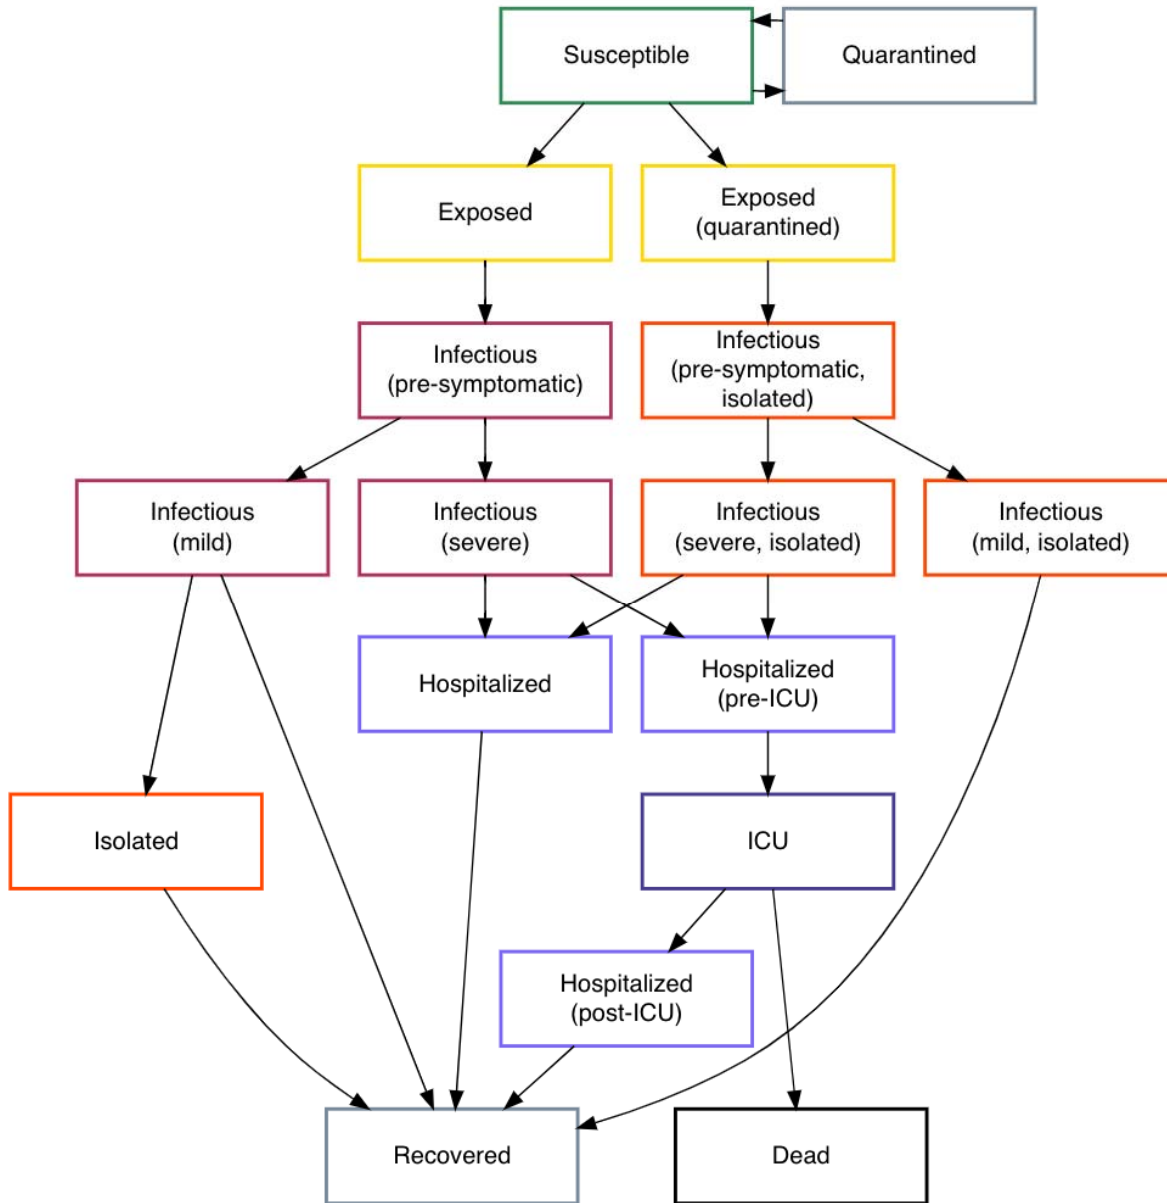 Susceptible
Quarantined
Exposed
Exposed
(quarantined)
Infectious
(pre-symptomatic)
Infectious
(pre-symptomatic,
isolated)
Infectious
(mild)
Infectious
(severe)
Infectious
(severe, isolated)
Infectious
(mild, isolated)
Hospitalized
Hospitalized
(pre-ICU)
Isolated
ICU
Hospitalized
(post-ICU)
Recovered
Dead